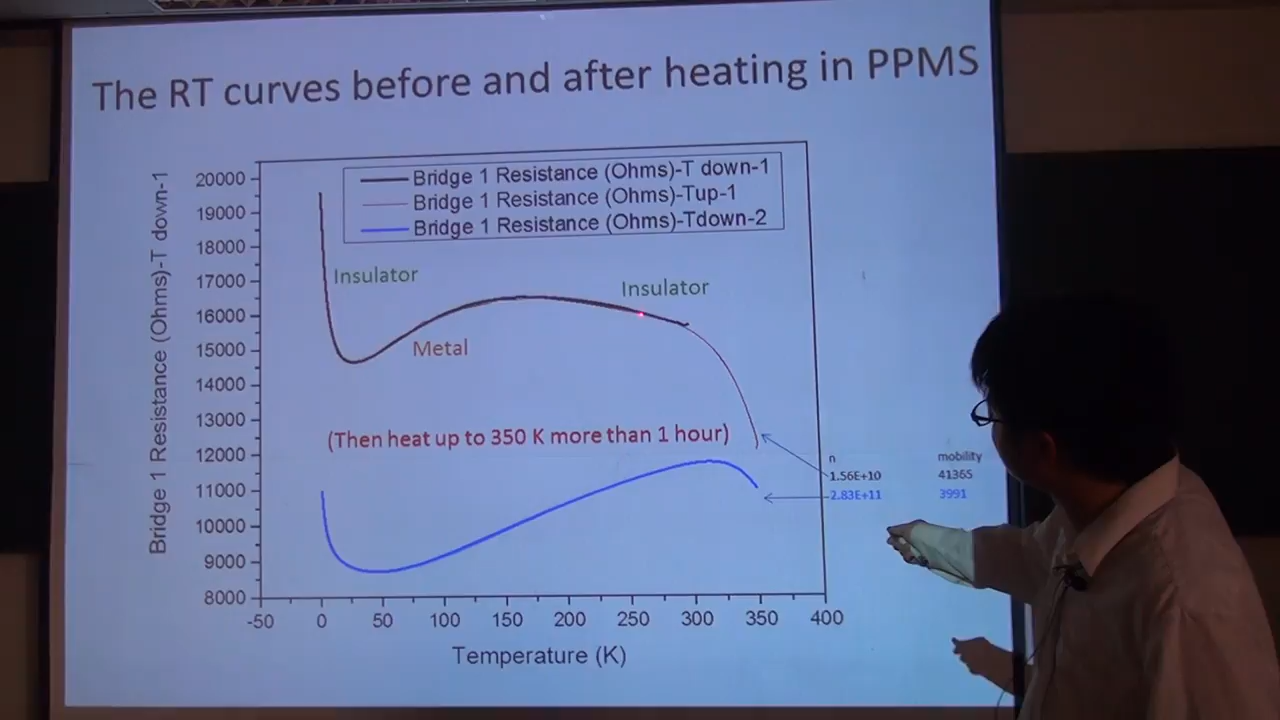 The RT curves before and after heating in PPMS
Bridge 1 Resistance (Ohms)-T down-1
Bridge 1 Resistance (Ohms)-T down-1
Bridge 1 Resistance (Ohms)-Tup-1
Bridge 1 Resistance (Ohms)-Tdown-2
20000
19000
18000
17000
16000
15000
14000
13000
12000
11000
10000
9000
8000
Insulator
Insulator
Metal
(Then heat up to 350 K more than 1 hour)
n mobility
1.56E+10 41365
2.83E+11 3991
-50 0 50 100 150 200 250 300 350 400
Temperature (K)